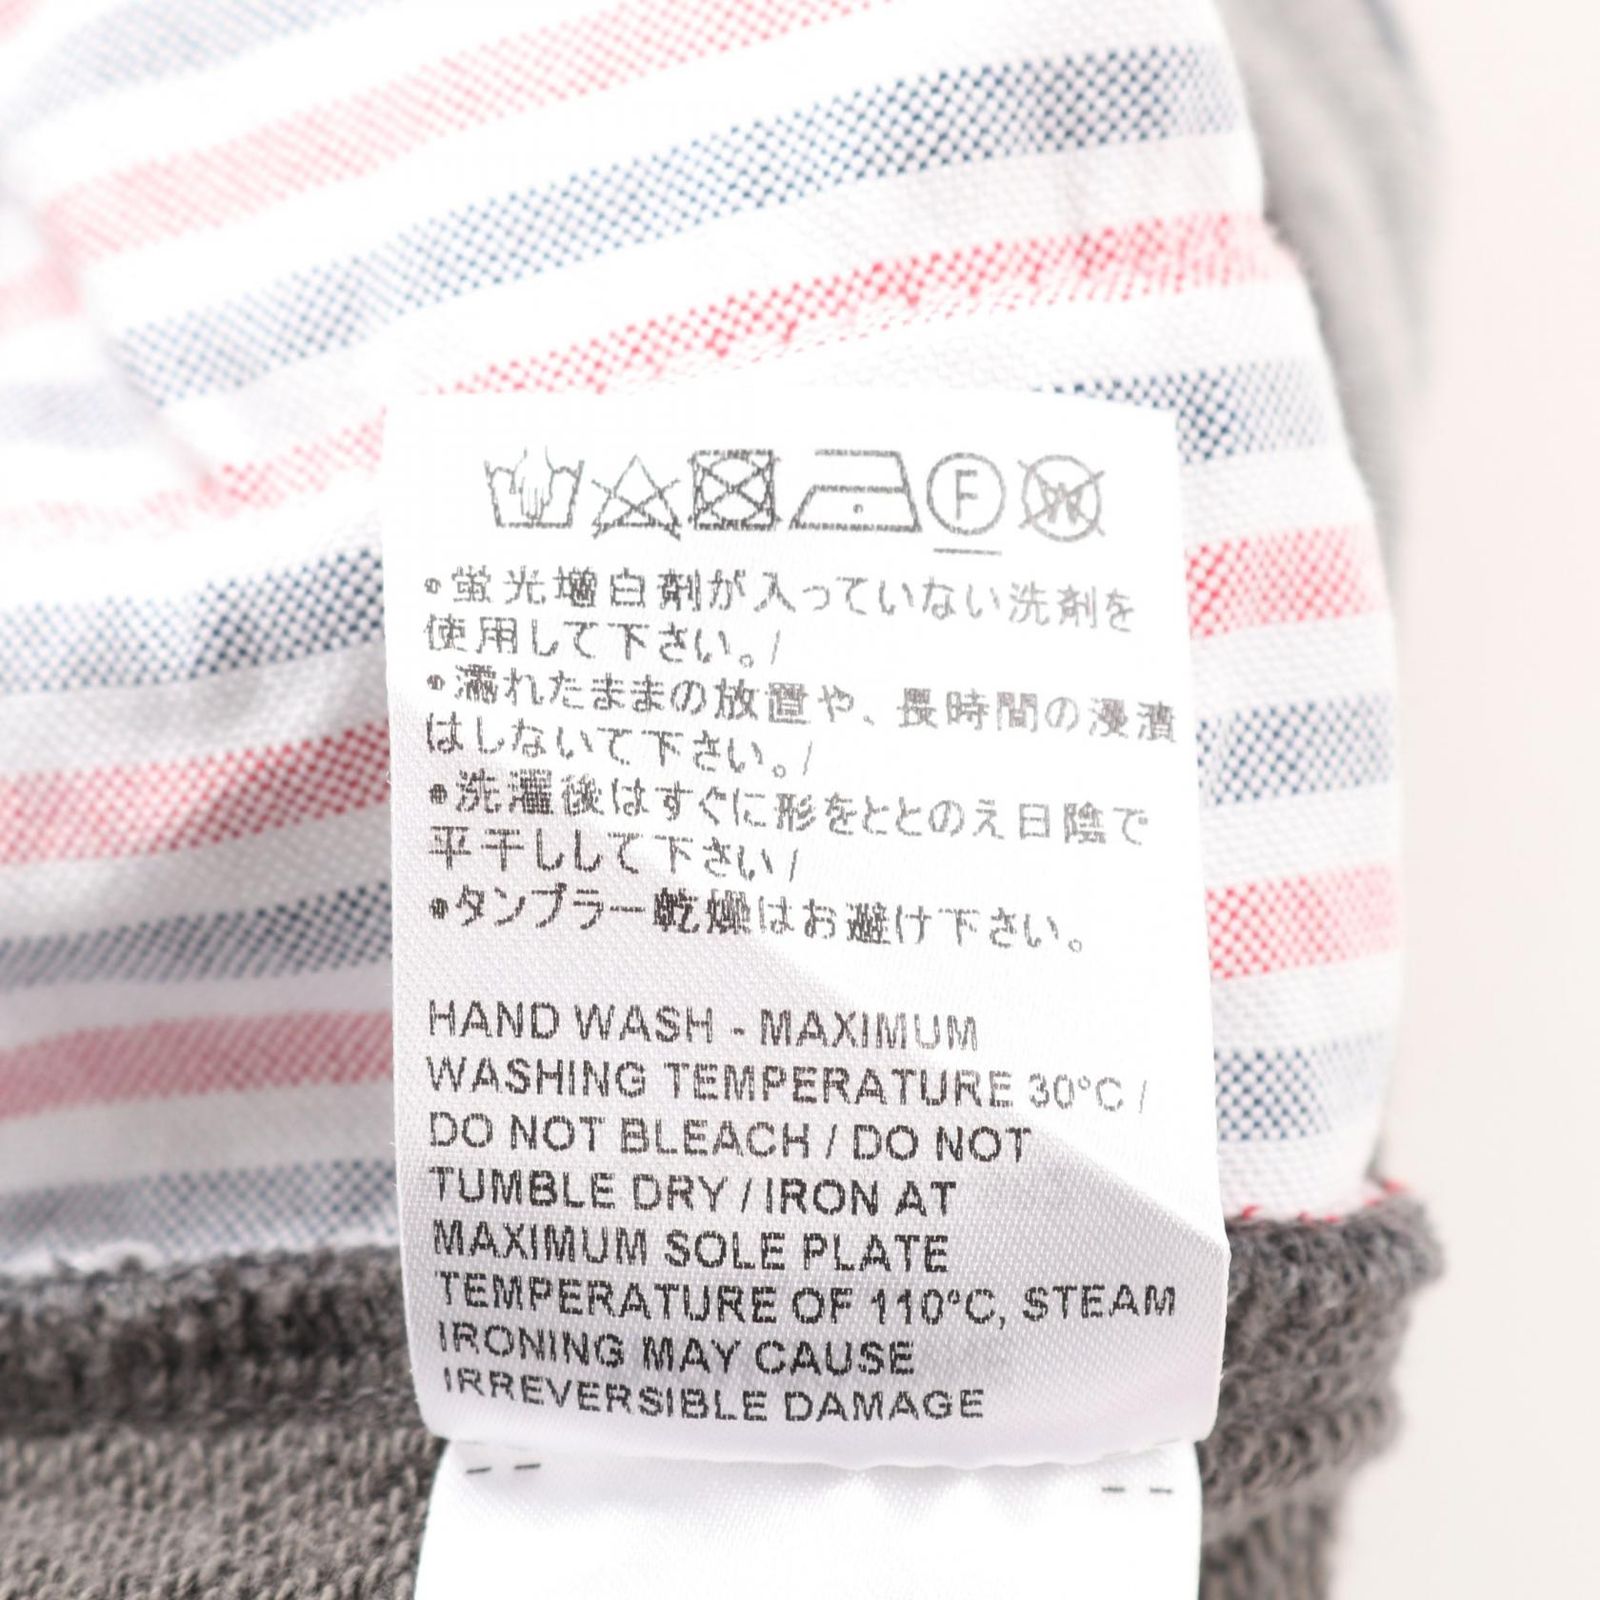 F W
•蛍光増白剤が入っていない洗剤を
使用して下さい。/
•濡れたままの放置や、長時間の浸漬
はしないで下さい。/
•洗濯後はすぐに形をととのえ日陰で
平干しして下さい/
•タンブラー乾燥はお避け下さい。
HAND WASH - MAXIMUM
WASHING TEMPERATURE 30°C /
DO NOT BLEACH / DO NOT
TUMBLE DRY / IRON AT
MAXIMUM SOLE PLATE
TEMPERATURE OF 110°C, STEAM
IRONING MAY CAUSE
IRREVERSIBLE DAMAGE